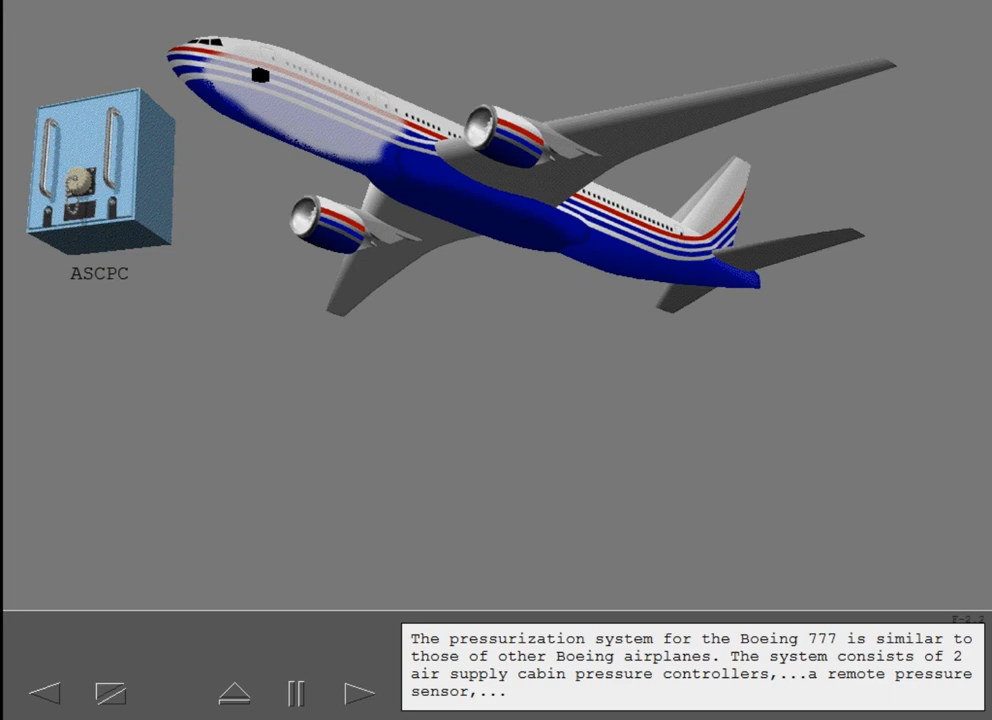 ASCPC
The pressurization system for the Boeing 777 is similar to
those of other Boeing airplanes. The system consists of 2
air supply cabin pressure controllers,...a remote pressure
sensor,...